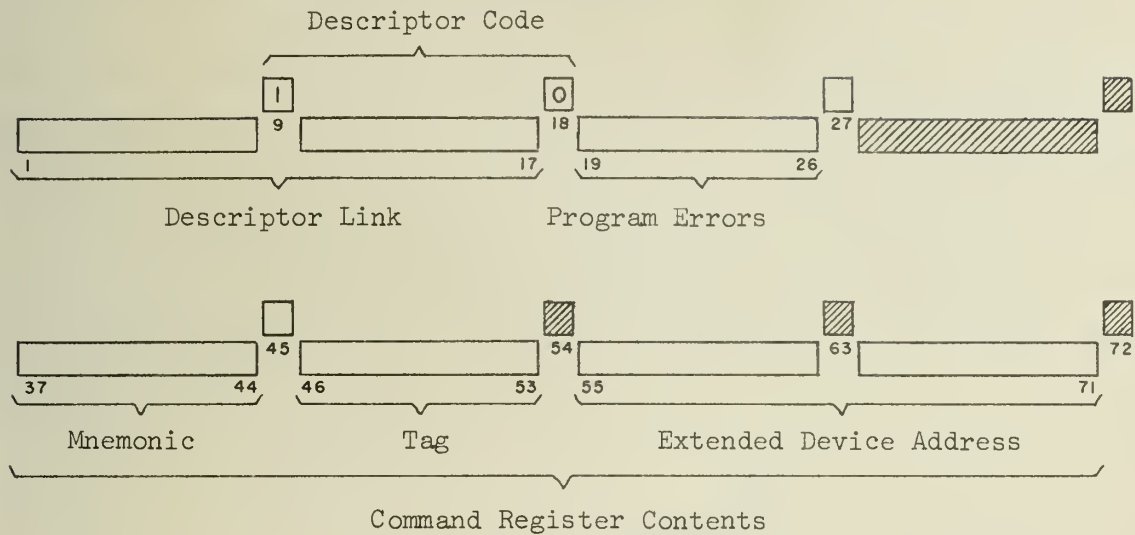 Descriptor Code
1 0
9 18 27
1 17 19 26
Descriptor Link Program Errors
45 54 63 72
37 44 46 53 55 71
Mnemonic Tag Extended Device Address
Command Register Contents